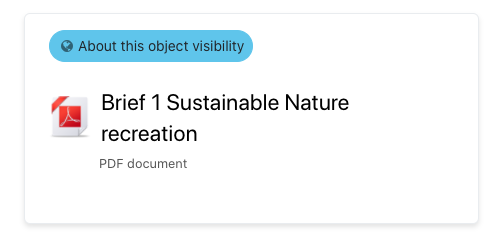 About this object visibility
Brief 1 Sustainable Nature
recreation
PDF document